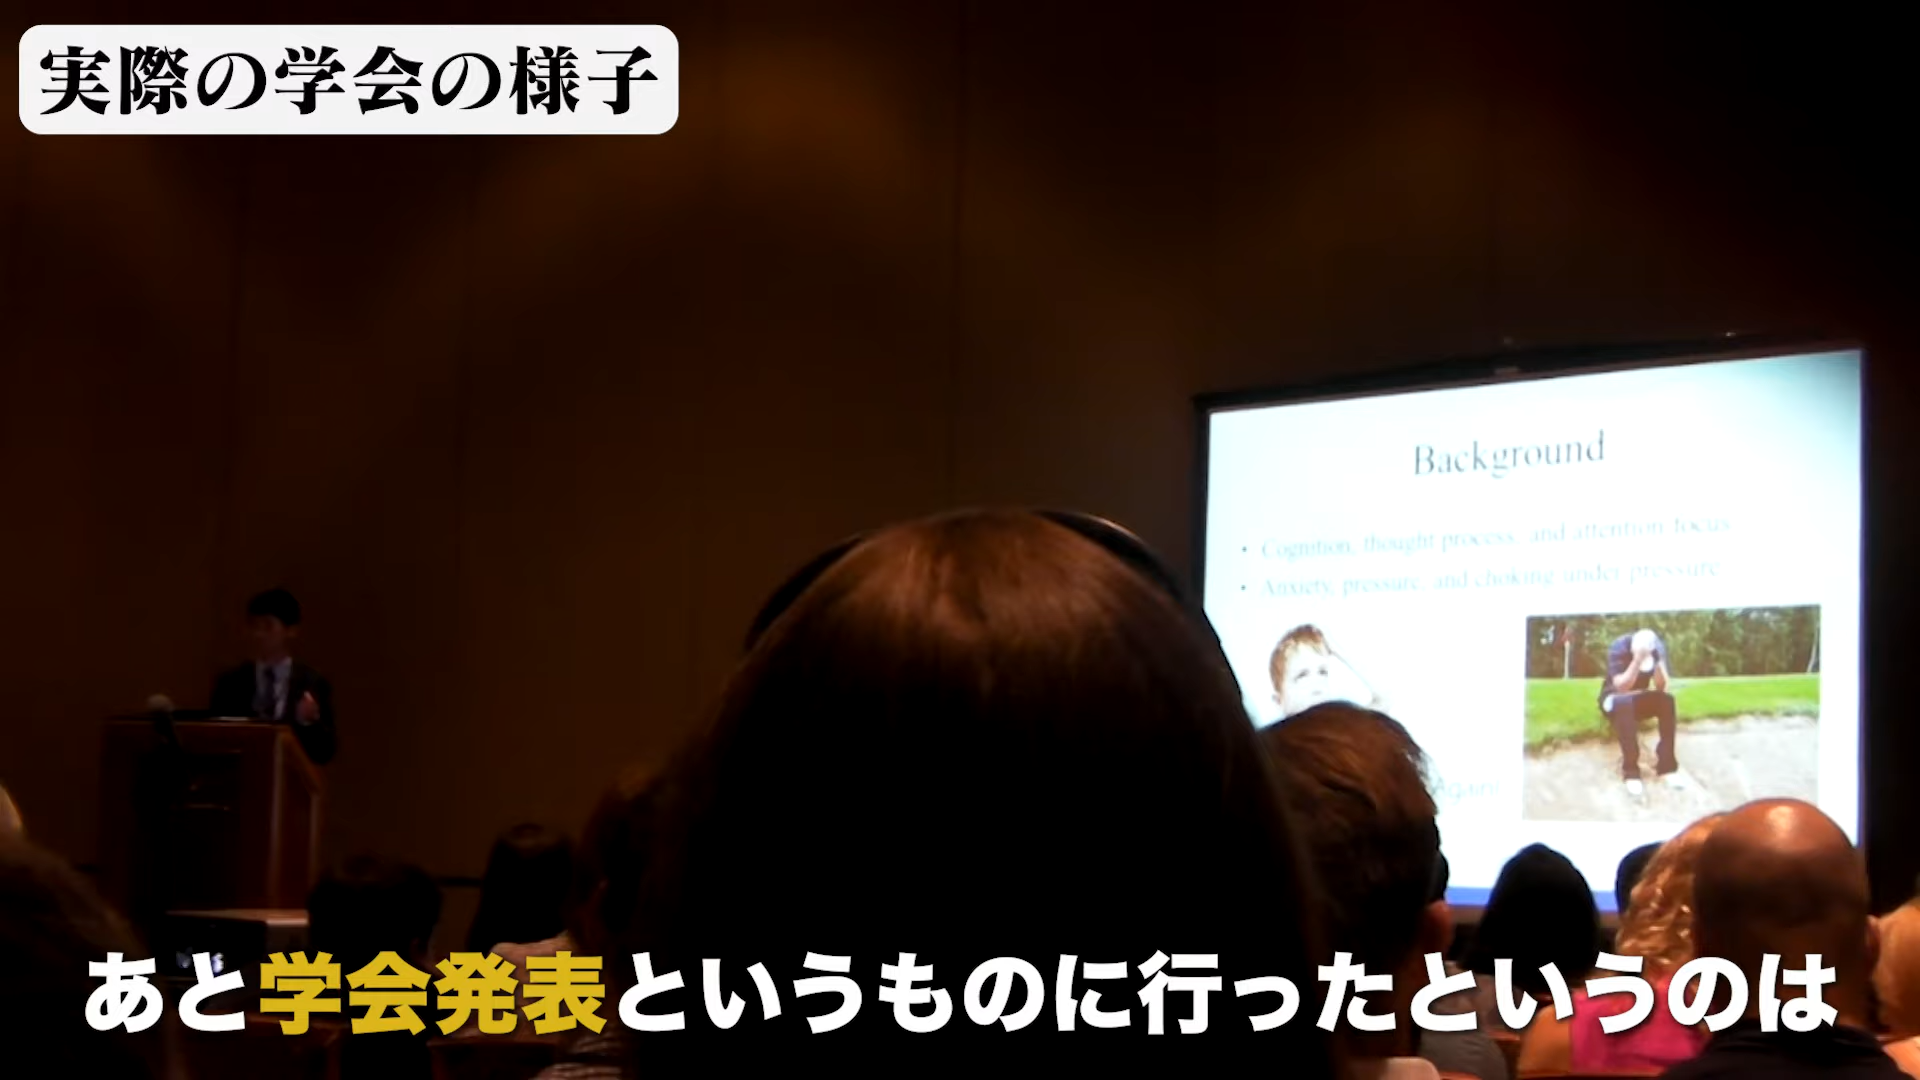 実際の学会の様子
Background
• Cognition, thought process, and attention focus
• Anxiety, pressure, and choking under pressure
Again!
あと学会発表というものに行ったというのは